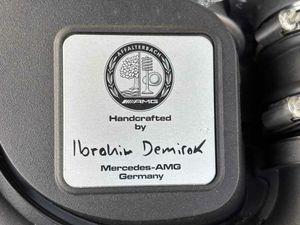 AFFALTERBACH
AMG
Handcrafted
by
Ibrahim Demirok
Mercedes-AMG
Germany